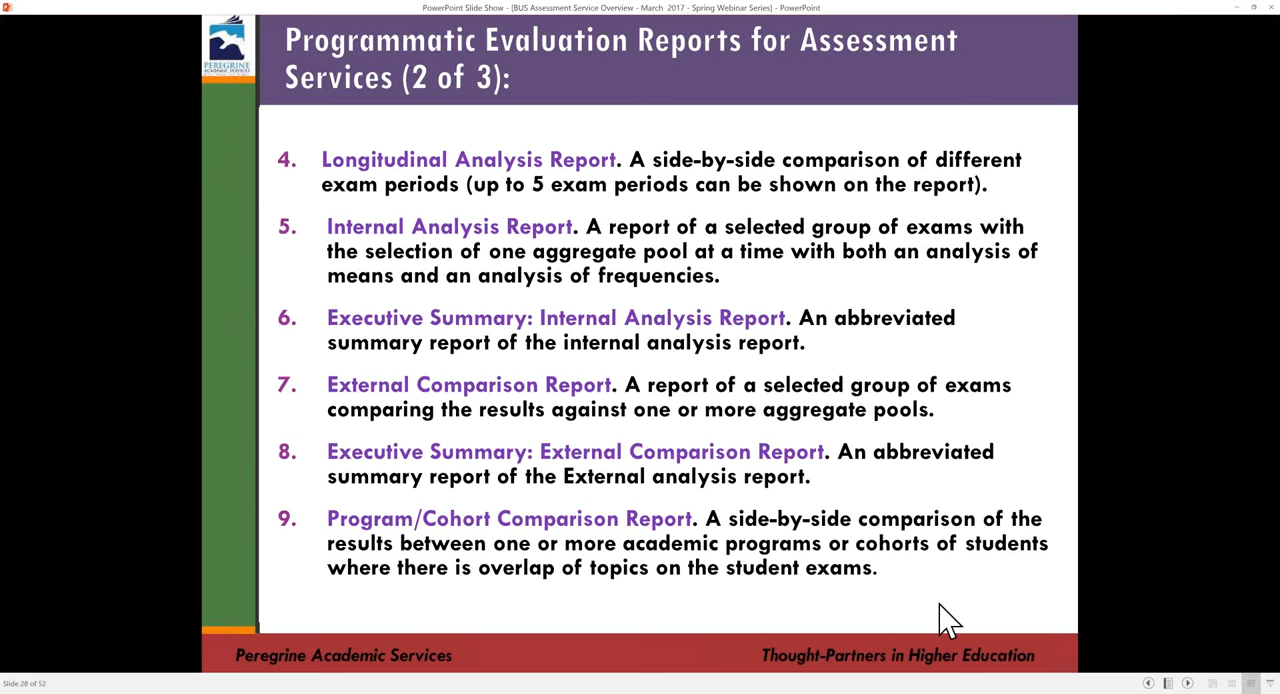 PowerPoint Slide Show - [BUS Assessment Service Overview - March 2017 - Spring Webinar Series] - PowerPoint
PEREGRINE
ACADEMIC SERVICES
Programmatic Evaluation Reports for Assessment
Services (2 of 3):
4. Longitudinal Analysis Report. A side-by-side comparison of different
exam periods (up to 5 exam periods can be shown on the report).
5. Internal Analysis Report. A report of a selected group of exams with
the selection of one aggregate pool at a time with both an analysis of
means and an analysis of frequencies.
6. Executive Summary: Internal Analysis Report. An abbreviated
summary report of the internal analysis report.
7. External Comparison Report. A report of a selected group of exams
comparing the results against one or more aggregate pools.
8. Executive Summary: External Comparison Report. An abbreviated
summary report of the External analysis report.
9. Program/Cohort Comparison Report. A side-by-side comparison of the
results between one or more academic programs or cohorts of students
where there is overlap of topics on the student exams.
Peregrine Academic Services
Thought-Partners in Higher Education
Slide 28 of 52